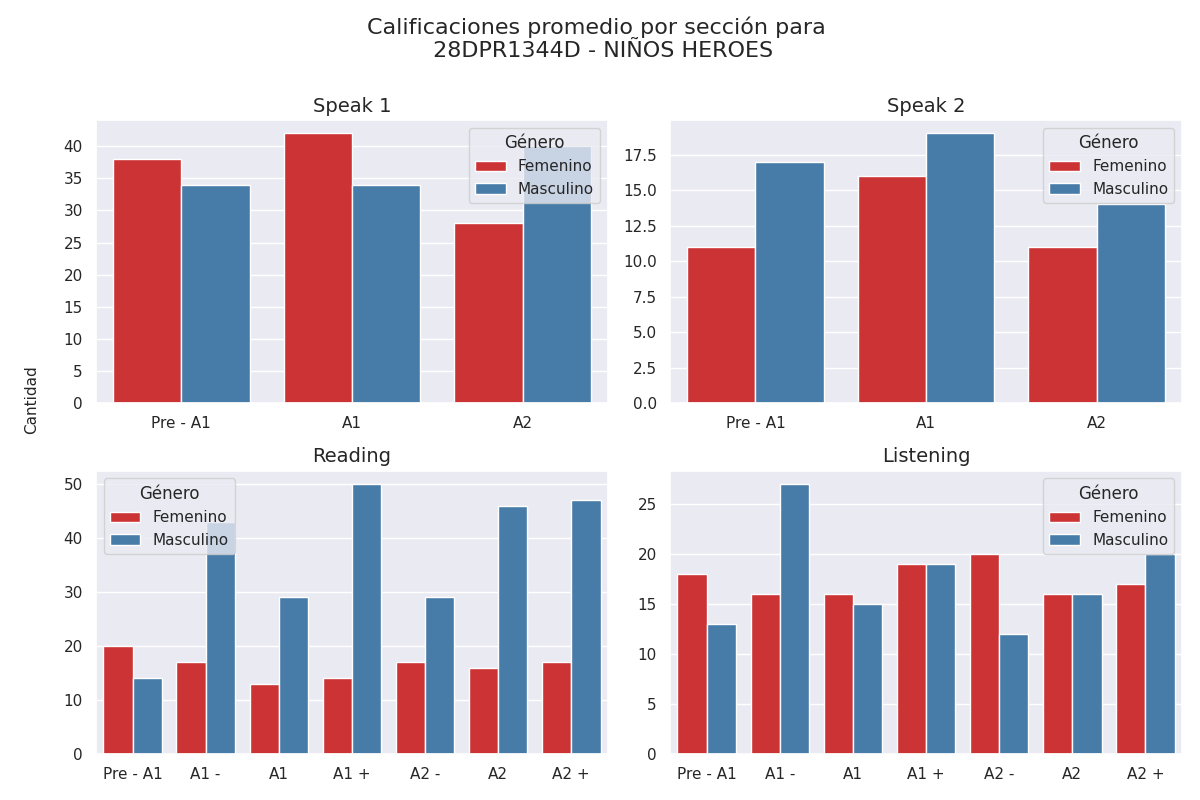 Calificaciones promedio por sección para
28DPR1344D - NIÑOS HEROES
Cantidad
Speak 1
40
35
30
25
20
15
10
5
0
Género
Femenino
Masculino
Pre - A1
A1
A2
Speak 2
17.5
15.0
12.5
10.0
7.5
5.0
2.5
0.0
Género
Femenino
Masculino
Pre - A1
A1
A2
Reading
50
40
30
20
10
0
Género
Femenino
Masculino
Pre - A1
A1 -
A1
A1 +
A2 -
A2
A2 +
Listening
25
20
15
10
5
0
Género
Femenino
Masculino
Pre - A1
A1 -
A1
A1 +
A2 -
A2
A2 +